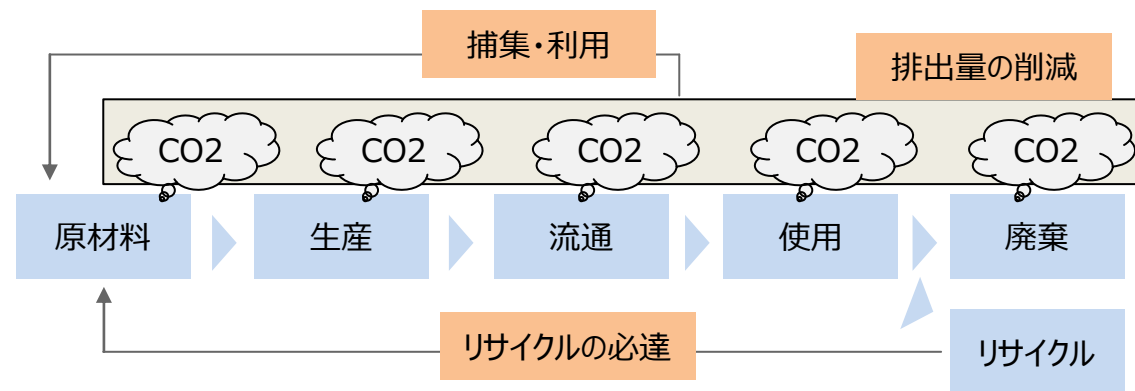 捕集・利用
排出量の削減
CO2
CO2
CO2
CO2
CO2
原材料
生産
流通
使用
廃棄
リサイクルの必達
リサイクル